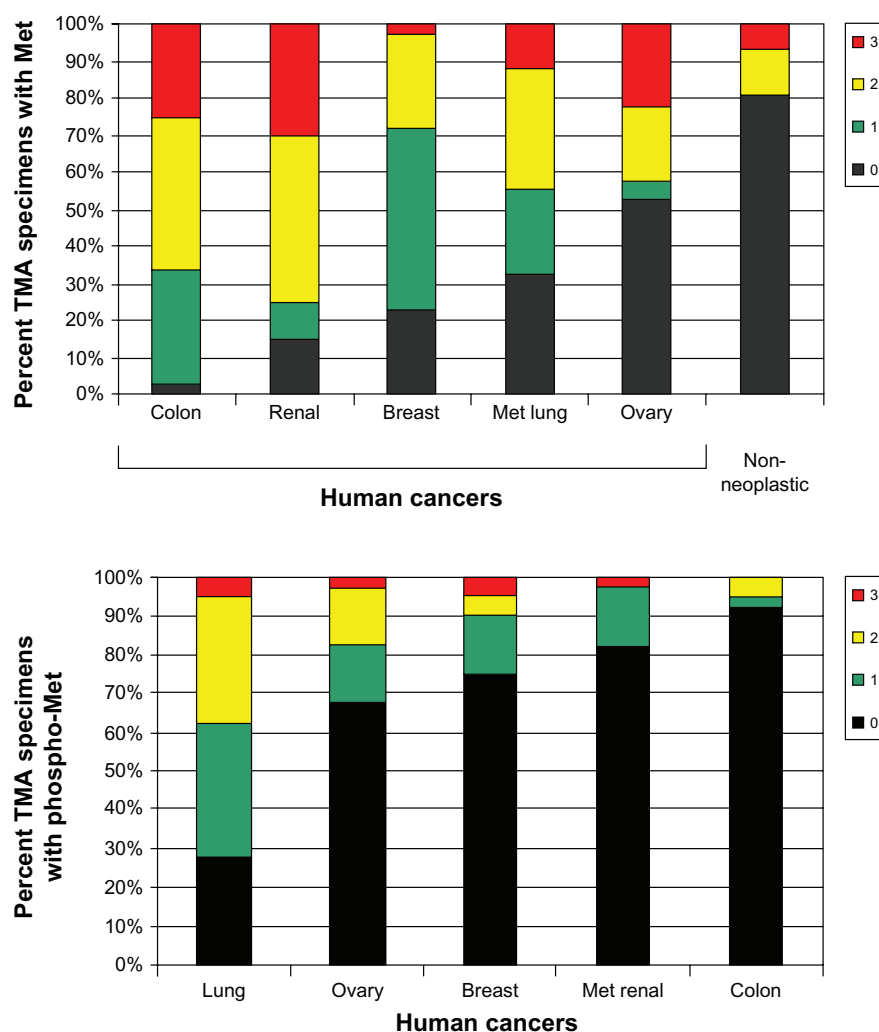 Percent TMA specimens with Met
100%
90%
80%
70%
60%
50%
40%
30%
20%
10%
0%
3
2
1
0
Colon
Renal
Breast
Met lung
Ovary
Non-
neoplastic
Human cancers
Percent TMA specimens
with phospho-Met
100%
90%
80%
70%
60%
50%
40%
30%
20%
10%
0%
3
2
1
0
Lung
Ovary
Breast
Met renal
Colon
Human cancers